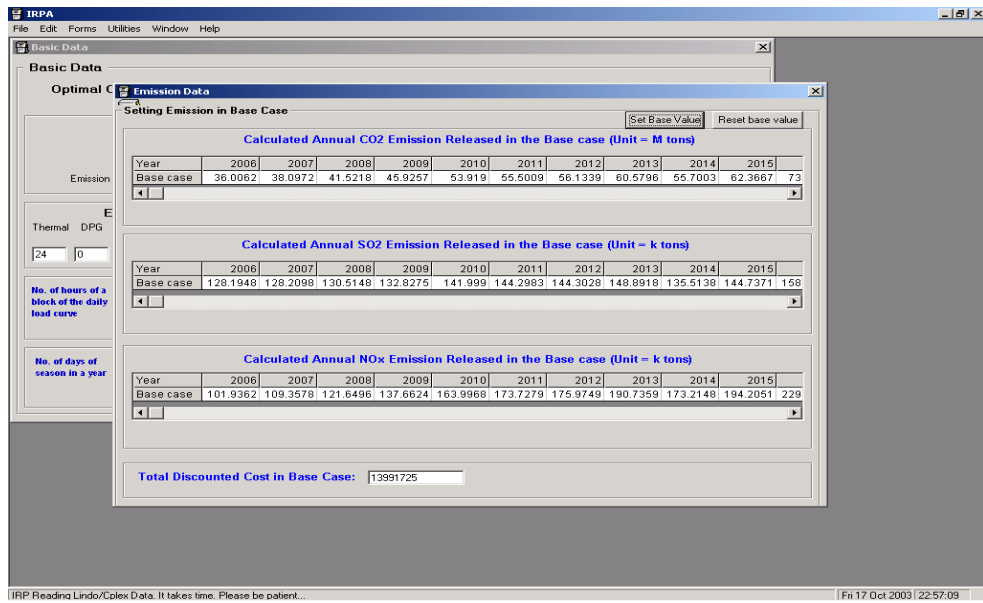 IRPA
File Edit Forms Utilities Window Help
Basic Data
Basic Data
Optimal
Emission
E
Thermal DPG
24 0
No. of hours of a
block of the daily
load curve
No. of days of
season in a year
Emission Data
Setting Emission in Base Case
Set Base Value Reset base value
Calculated Annual CO2 Emission Released in the Base case (Unit = M tons)
Year 2006 2007 2008 2009 2010 2011 2012 2013 2014 2015
Base case 36.0062 38.0972 41.5218 45.9257 53.919 55.5009 56.1339 60.5796 55.7003 62.3667 73
Calculated Annual SO2 Emission Released in the Base case (Unit = k tons)
Year 2006 2007 2008 2009 2010 2011 2012 2013 2014 2015
Base case 128.1948 128.2098 130.5148 132.8275 141.999 144.2983 144.3028 148.8918 135.5138 144.7371 158
Calculated Annual NOx Emission Released in the Base case (Unit = k tons)
Year 2006 2007 2008 2009 2010 2011 2012 2013 2014 2015
Base case 101.9362 109.3578 121.6496 137.6624 163.9968 173.7279 175.9749 190.7359 173.2148 194.2051 229
Total Discounted Cost in Base Case: 13991725
IRP Reading Lindo/Cplex Data. It takes time. Please be patient... Fri 17 Oct 2003 22:57:09